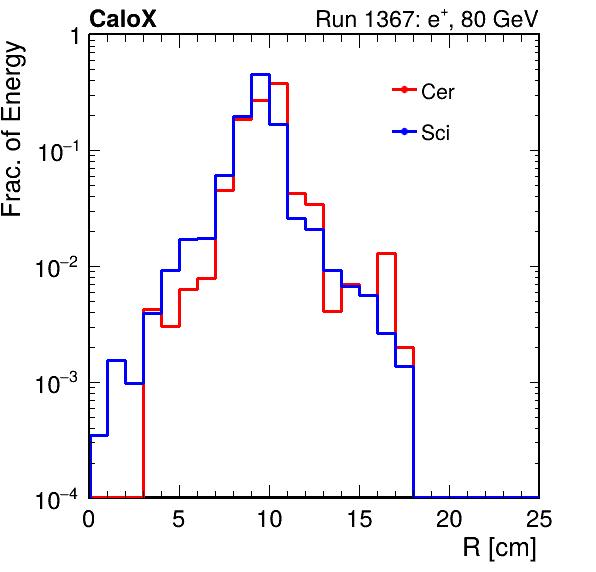 CaloX Run 1367: e⁺, 80 GeV
Frac. of Energy
1
10⁻¹
10⁻²
10⁻³
10⁻⁴
Cer
Sci
0 5 10 15 20 25
R [cm]